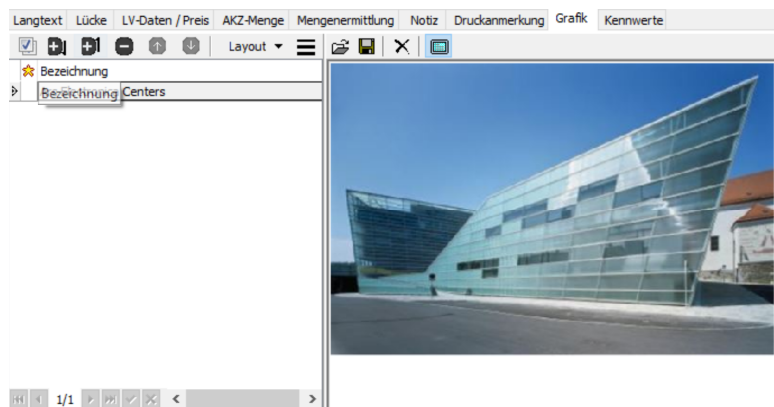 Langtext Lücke LV-Daten / Preis AKZ-Menge Mengenermittlung Notiz Druckanmerkung Grafik Kennwerte
Layout
Bezeichnung
Bezeichnung Centers
1/1